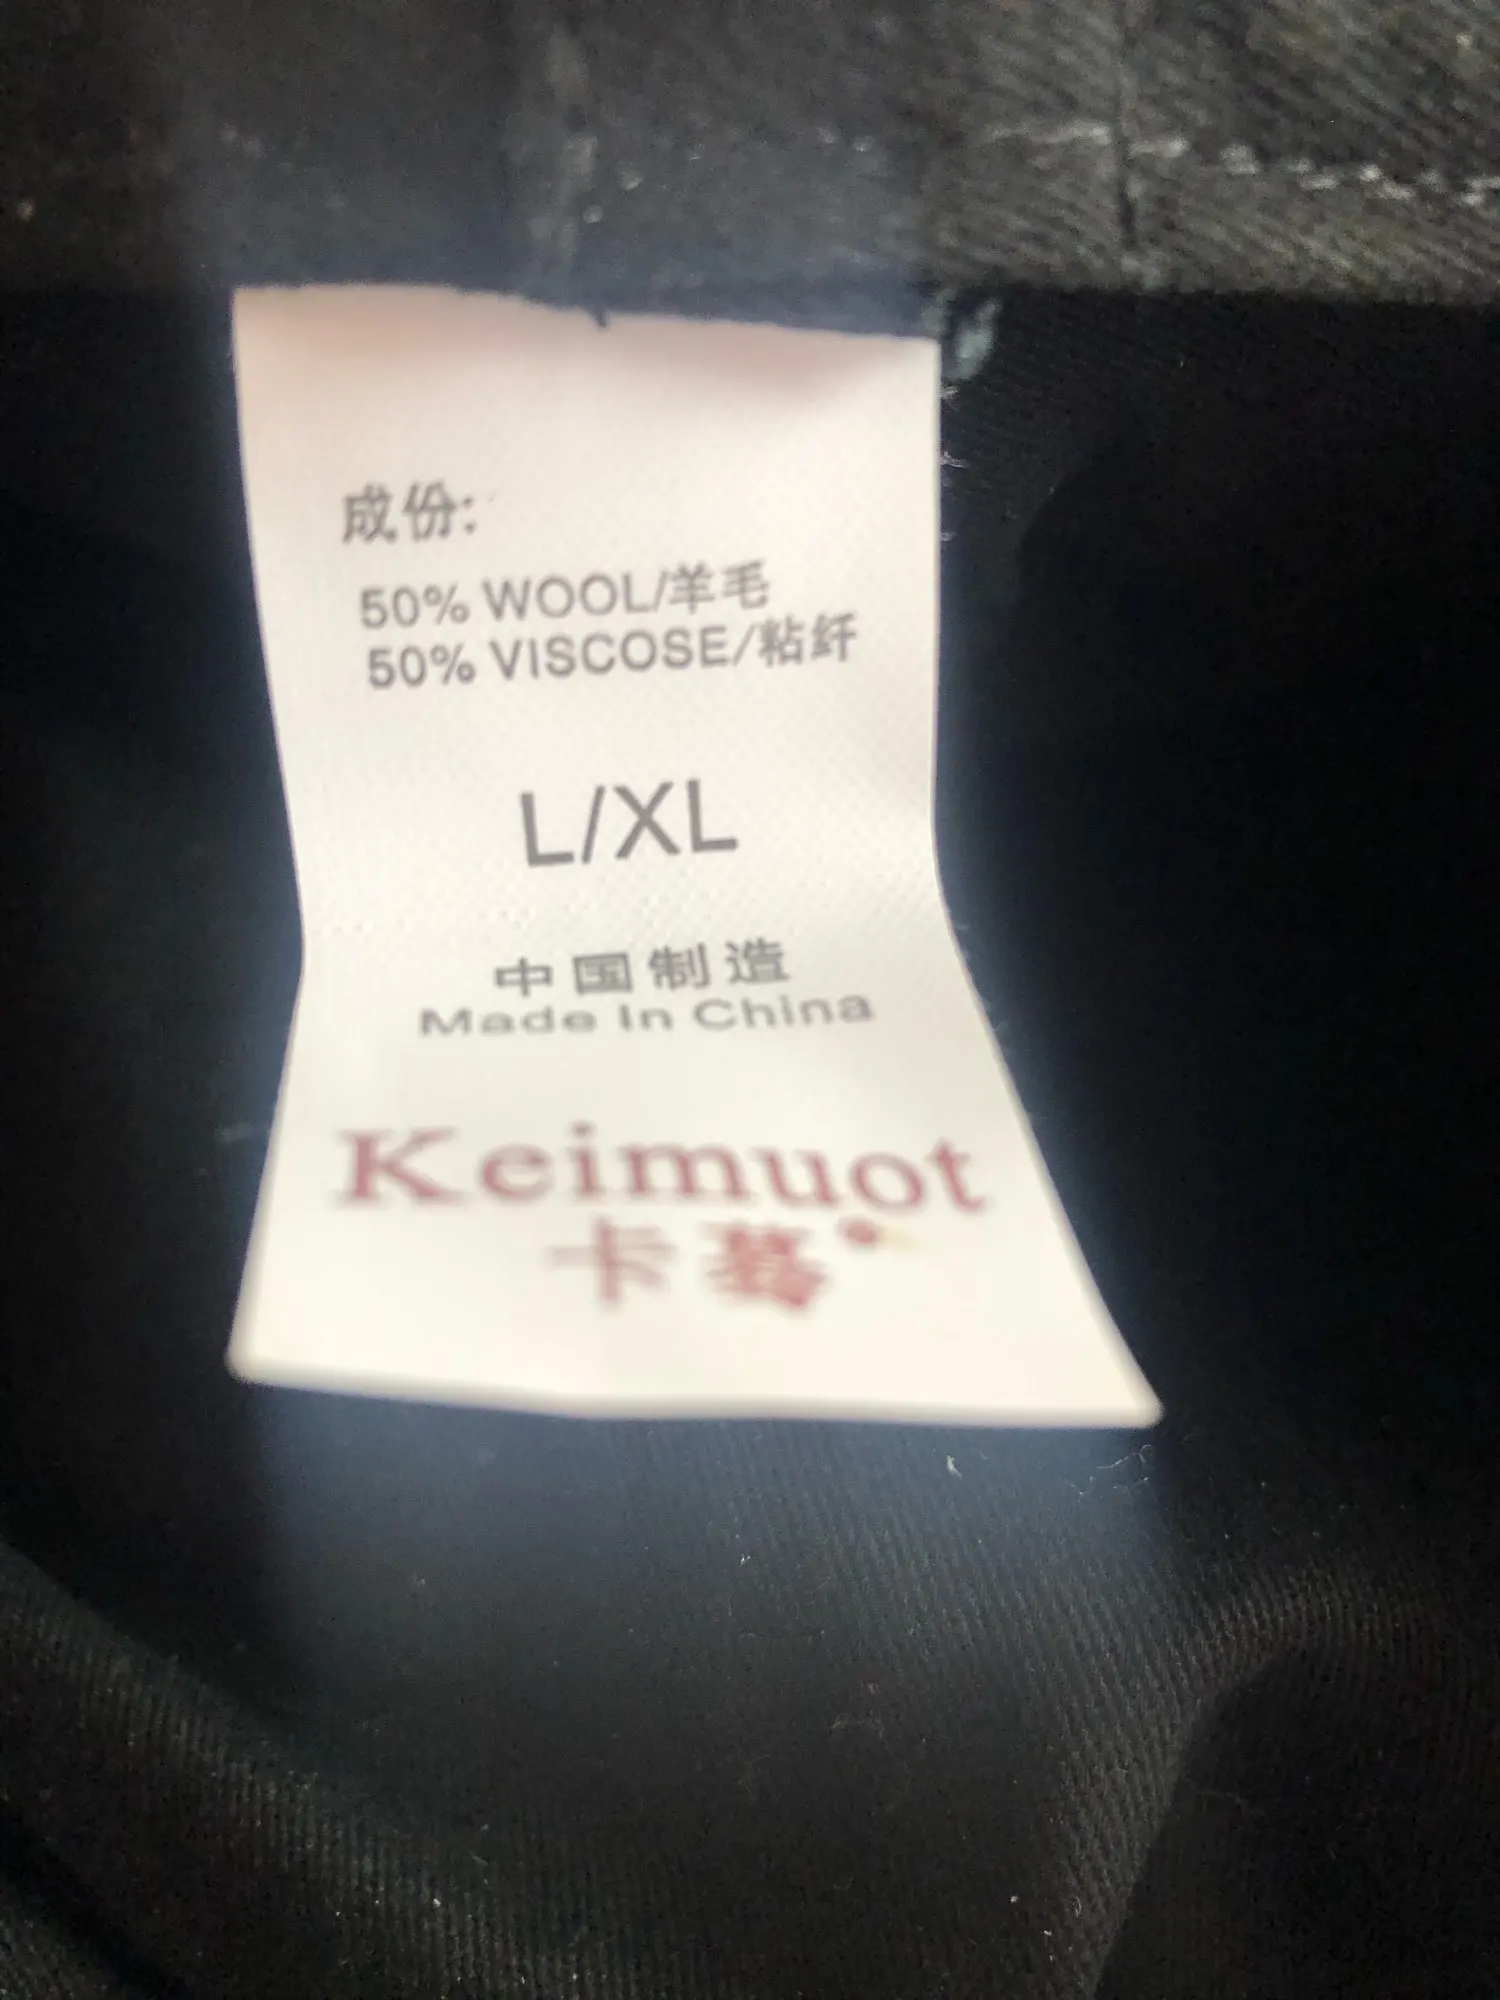 成份:
50% WOOL/羊毛
50% VISCOSE/粘纤
L/XL
中国制造
Made In China
Keimuot
卡蓦